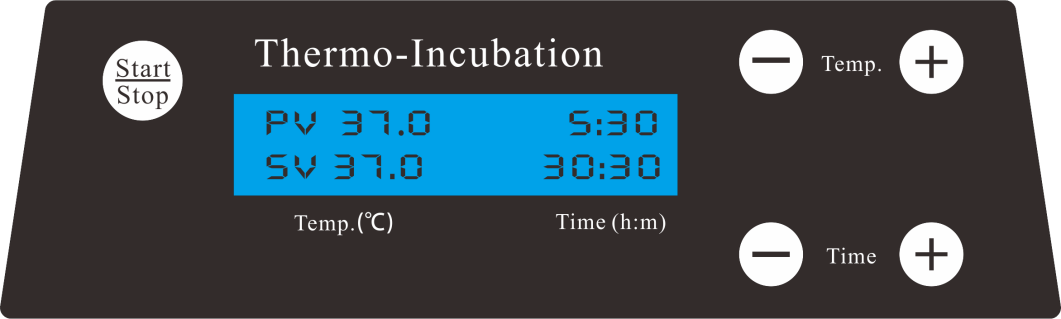 Start
Stop
Thermo-Incubation
PV 37.0 5:30
SV 37.0 30:30
Temp.(℃) Time (h:m)
− Temp. +
− Time +